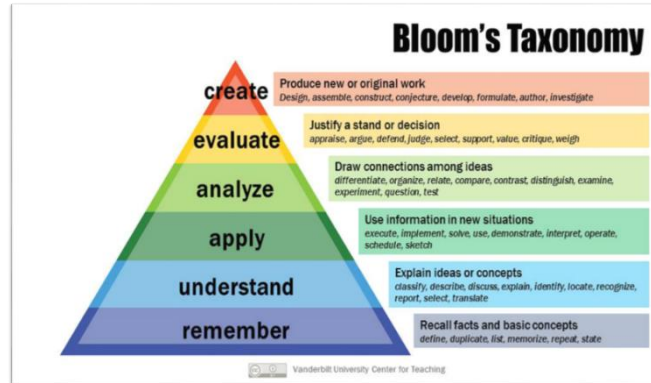 Bloom's Taxonomy
create
Produce new or original work
Design, assemble, construct, conjecture, develop, formulate, author, investigate
evaluate
Justify a stand or decision
appraise, argue, defend, judge, select, support, value, critique, weigh
analyze
Draw connections among ideas
differentiate, organize, relate, compare, contrast, distinguish, examine,
experiment, question, test
apply
Use information in new situations
execute, implement, solve, use, demonstrate, interpret, operate,
schedule, sketch
understand
Explain ideas or concepts
classify, describe, discuss, explain, identify, locate, recognize,
report, select, translate
remember
Recall facts and basic concepts
define, duplicate, list, memorize, repeat, state
Vanderbilt University Center for Teaching